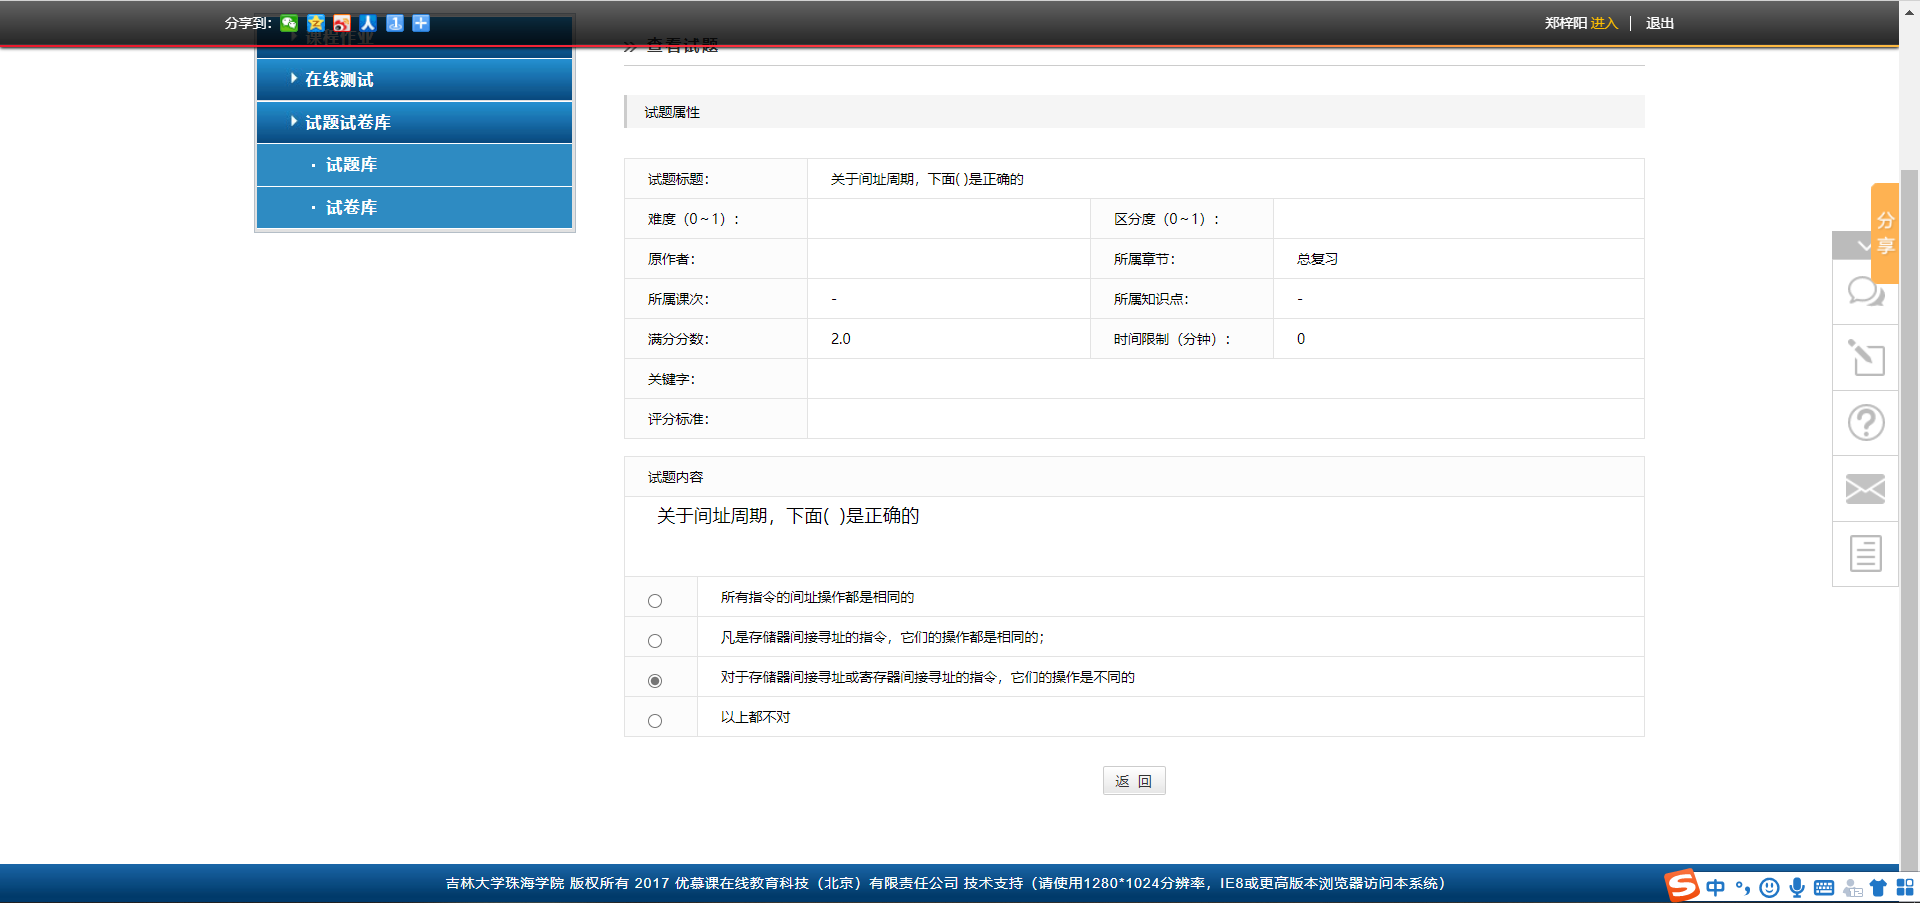 分享到：
郑梓阳 进入 | 退出
课程作业
在线测试
试题试卷库
· 试题库
· 试卷库
查看试题
试题属性
试题标题： 关于间址周期，下面( )是正确的
难度（0～1）： 区分度（0～1）：
原作者： 所属章节： 总复习
所属课次： - 所属知识点： -
满分分数： 2.0 时间限制（分钟）： 0
关键字：
评分标准：
试题内容
关于间址周期，下面(  )是正确的
所有指令的间址操作都是相同的
凡是存储器间接寻址的指令，它们的操作都是相同的；
对于存储器间接寻址或寄存器间接寻址的指令，它们的操作是不同的
以上都不对
返 回
分享
吉林大学珠海学院 版权所有 2017 优慕课在线教育科技（北京）有限责任公司 技术支持（请使用1280*1024分辨率，IE8或更高版本浏览器访问本系统）
S 中